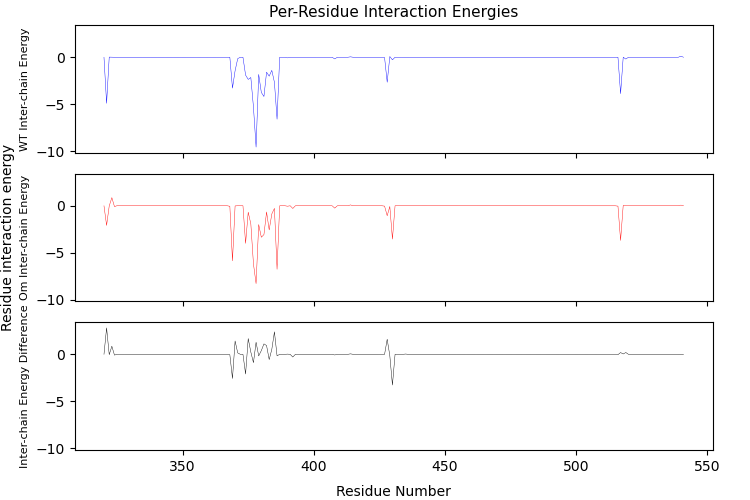 Per-Residue Interaction Energies
WT Inter-chain Energy
0
−5
−10
Residue interaction energy
Om Inter-chain Energy
0
−5
−10
Inter-chain Energy Difference
0
−5
−10
350
400
450
500
550
Residue Number